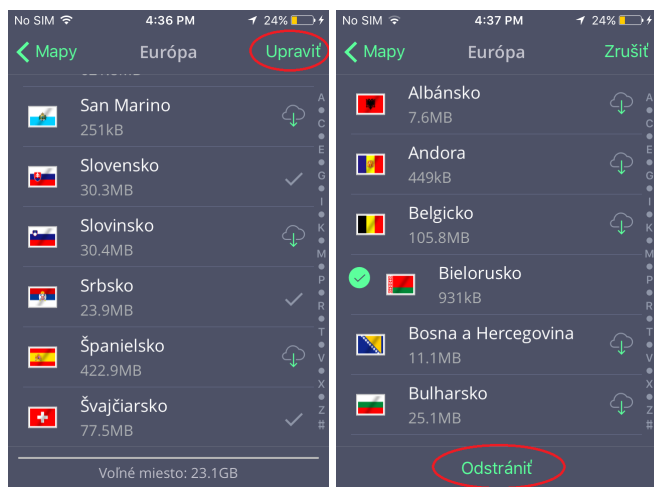 No SIM 4:36 PM 24%
Mapy Európa Upraviť
San Marino
251kB
Slovensko
30.3MB
Slovinsko
30.4MB
Srbsko
23.9MB
Španielsko
422.9MB
Švajčiarsko
77.5MB
A
C
E
G
I
K
M
P
R
T
V
X
Z
#
Voľné miesto: 23.1GB
No SIM 4:37 PM 24%
Mapy Európa Zrušiť
Albánsko
7.6MB
Andora
449kB
Belgicko
105.8MB
Bielorusko
931kB
Bosna a Hercegovina
11.1MB
Bulharsko
25.1MB
A
C
E
G
I
K
M
P
R
T
V
X
Z
#
Odstrániť